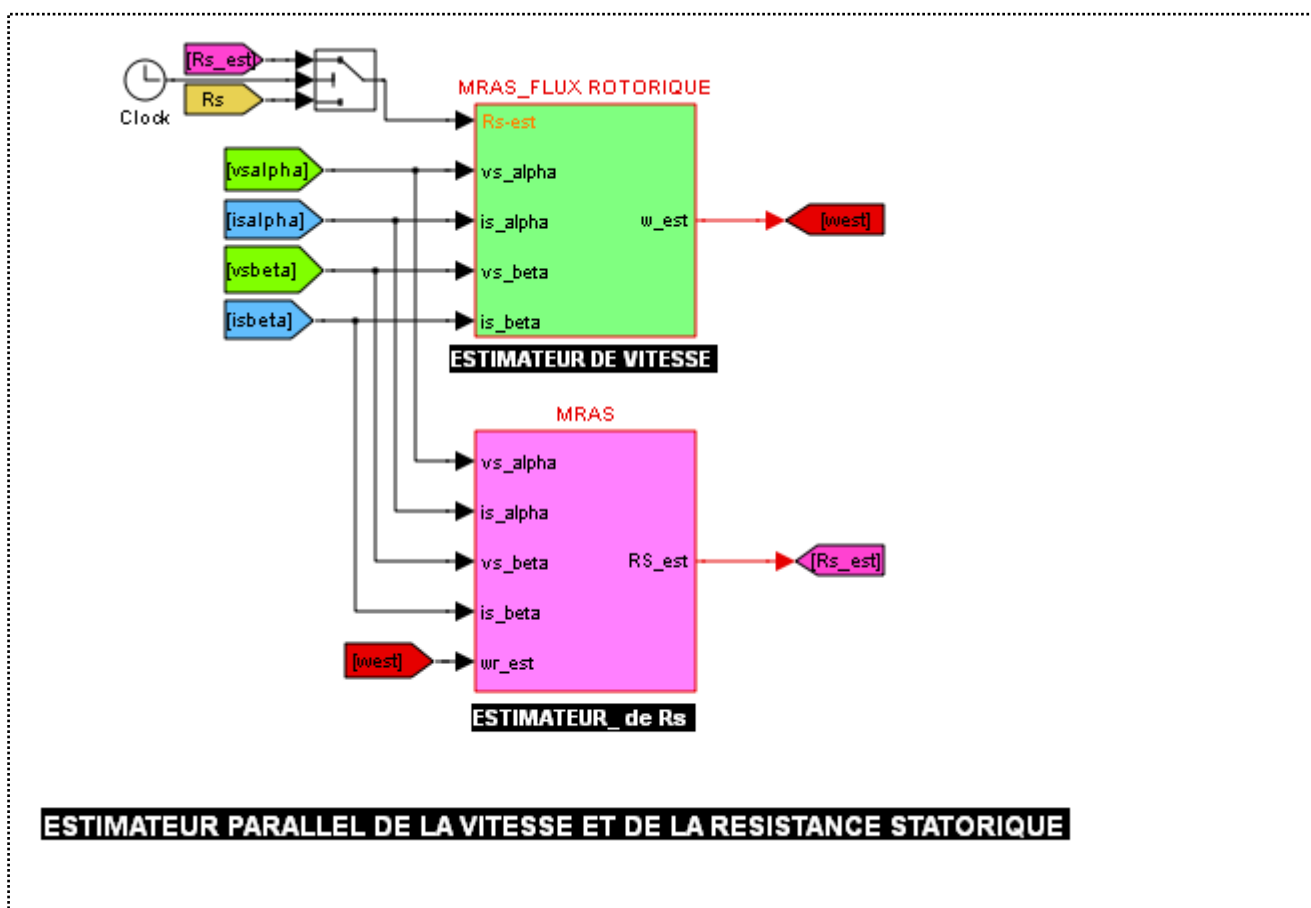 [Rs_est]
Clock
Rs
MRAS_FLUX ROTORIQUE
Rs-est
[vsalpha]
vs_alpha
[isalpha]
is_alpha
w_est
[west]
[vsbeta]
vs_beta
[isbeta]
is_beta
ESTIMATEUR DE VITESSE
MRAS
vs_alpha
is_alpha
vs_beta
RS_est
[Rs_est]
is_beta
[west]
wr_est
ESTIMATEUR_ de Rs
ESTIMATEUR PARALLEL DE LA VITESSE ET DE LA RESISTANCE STATORIQUE